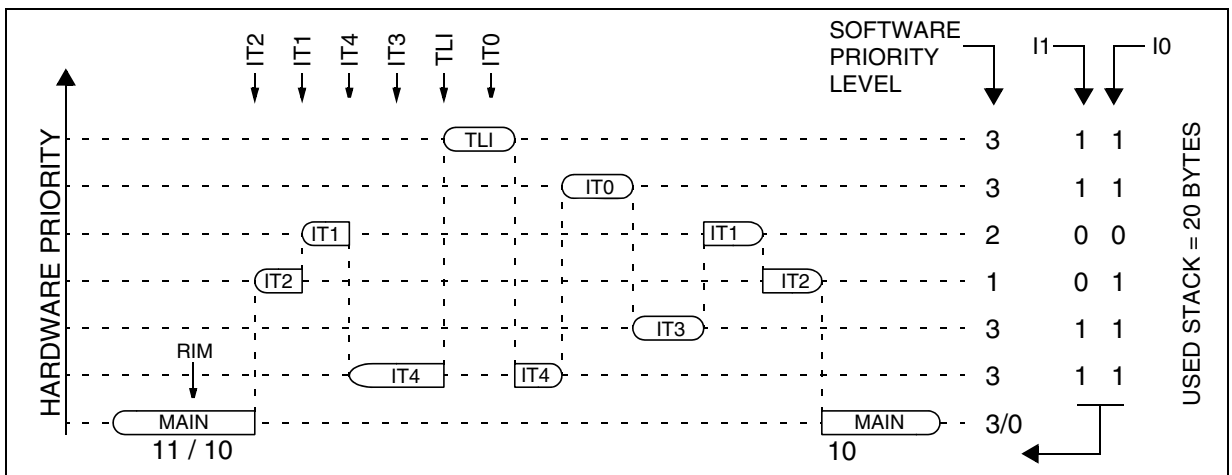 IT2
IT1
IT4
IT3
TLI
IT0
SOFTWARE
PRIORITY
LEVEL
I1
I0
HARDWARE PRIORITY
USED STACK = 20 BYTES
TLI
3
1 1
IT0
3
1 1
IT1
IT1
2
0 0
IT2
IT2
1
0 1
IT3
3
1 1
RIM
IT4
IT4
3
1 1
MAIN
MAIN
3/0
11 / 10
10